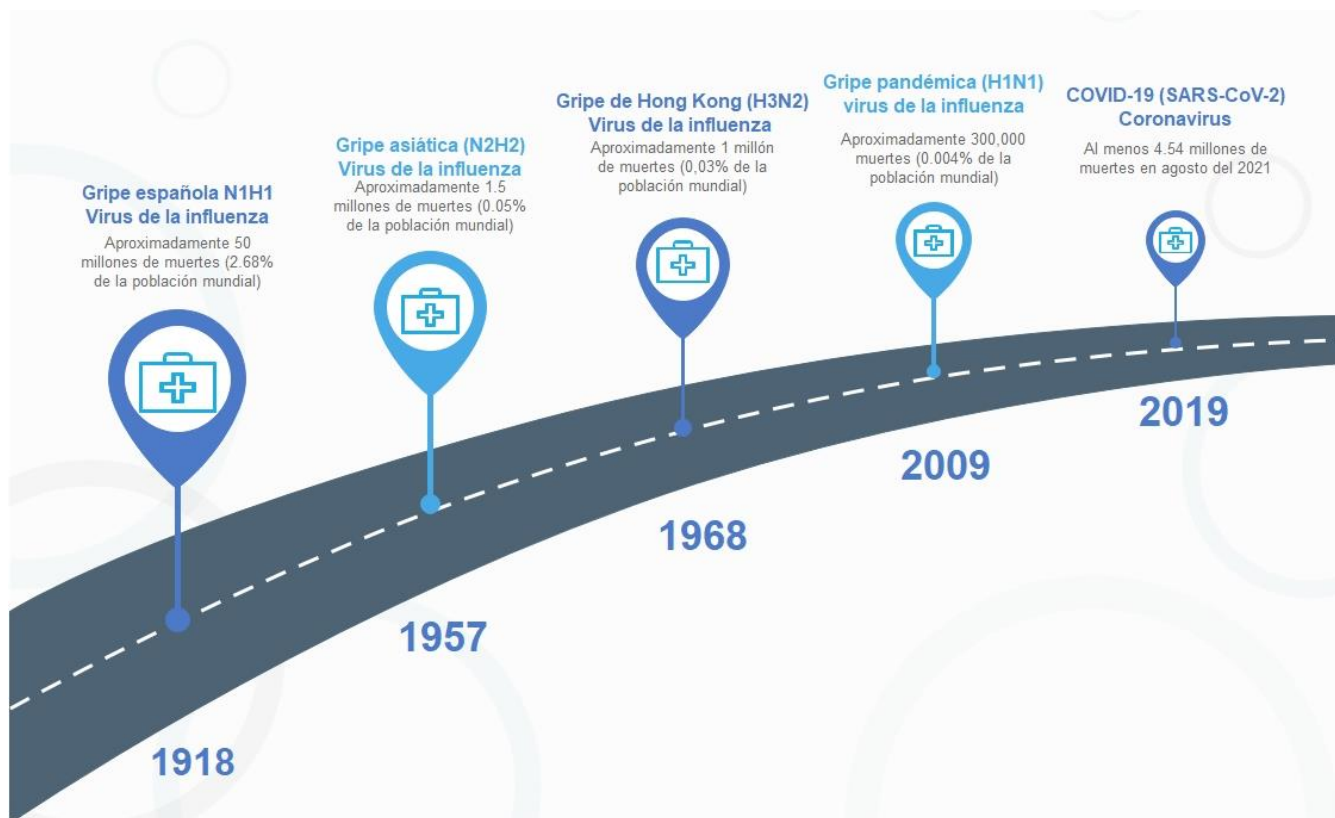 Gripe española N1H1
Virus de la influenza
Aproximadamente 50
millones de muertes (2.68%
de la población mundial)
1918
Gripe asiática (N2H2)
Virus de la influenza
Aproximadamente 1.5
millones de muertes (0.05%
de la población mundial)
1957
Gripe de Hong Kong (H3N2)
Virus de la influenza
Aproximadamente 1 millón
de muertes (0,03% de la
población mundial)
1968
Gripe pandémica (H1N1)
virus de la influenza
Aproximadamente 300,000
muertes (0.004% de la
población mundial)
2009
COVID-19 (SARS-CoV-2)
Coronavirus
Al menos 4.54 millones de
muertes en agosto del 2021
2019